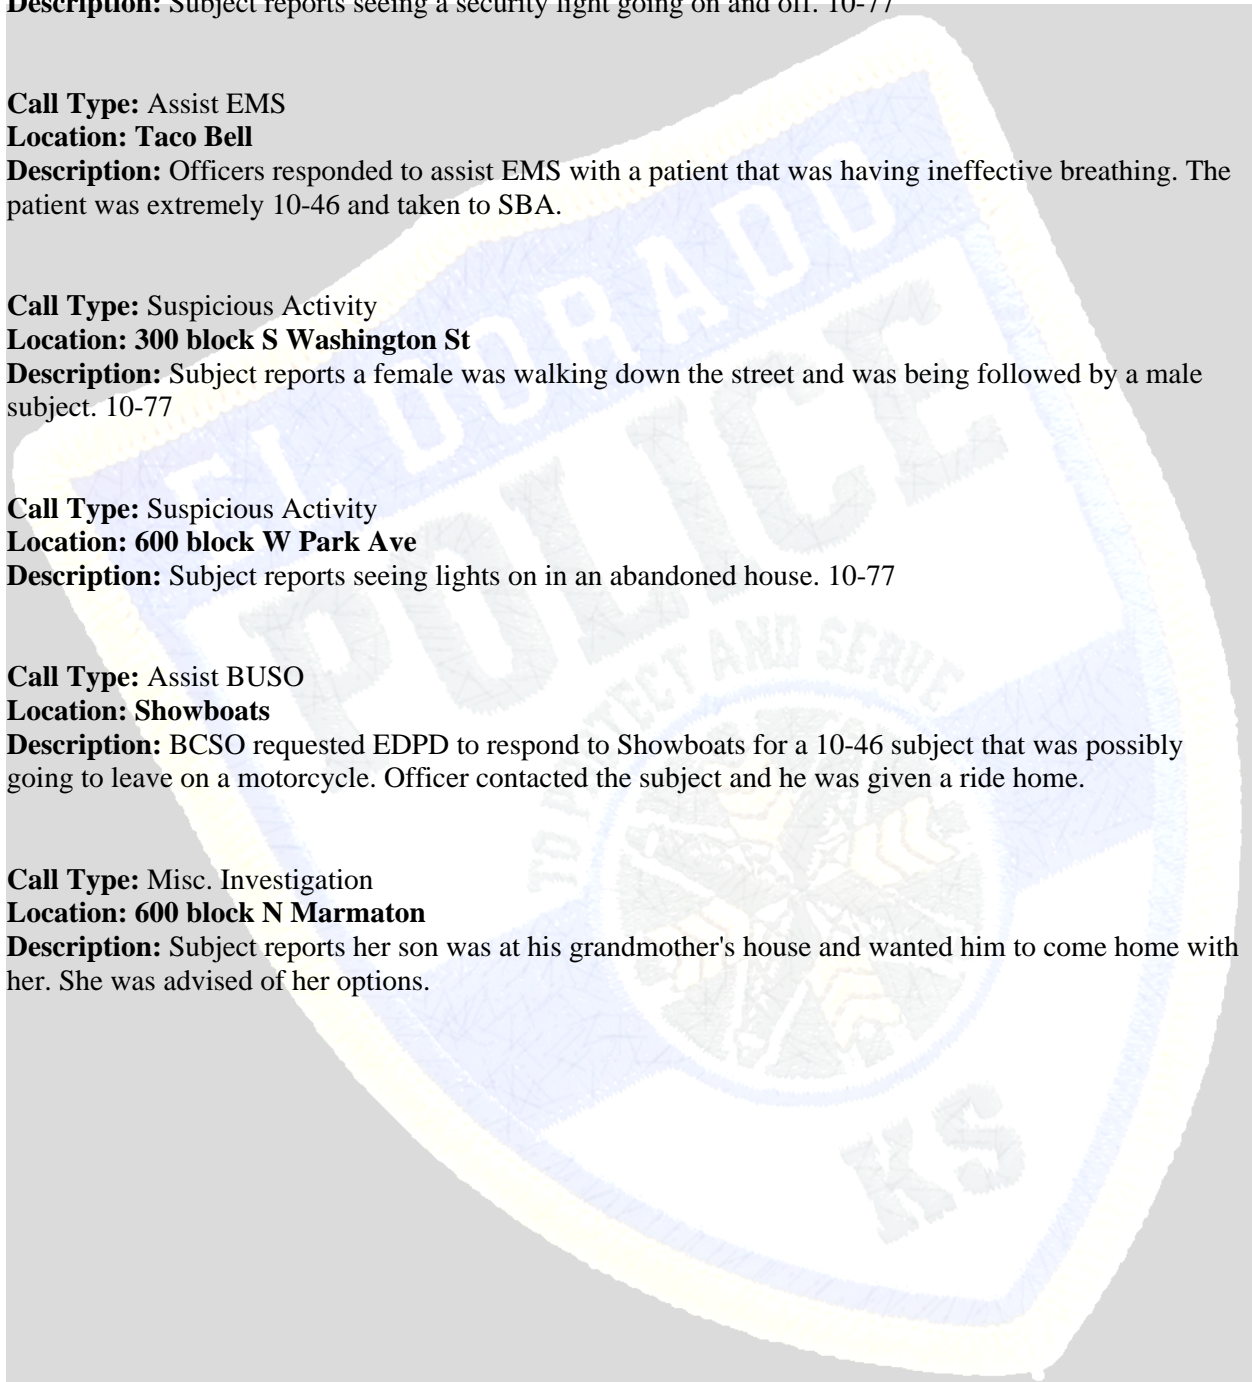 Description: Subject reports seeing a security light going on and off. 10-77
Call Type: Assist EMS
Location: Taco Bell
Description: Officers responded to assist EMS with a patient that was having ineffective breathing. The
patient was extremely 10-46 and taken to SBA.
Call Type: Suspicious Activity
Location: 300 block S Washington St
Description: Subject reports a female was walking down the street and was being followed by a male
subject. 10-77
Call Type: Suspicious Activity
Location: 600 block W Park Ave
Description: Subject reports seeing lights on in an abandoned house. 10-77
Call Type: Assist BUSO
Location: Showboats
Description: BCSO requested EDPD to respond to Showboats for a 10-46 subject that was possibly
going to leave on a motorcycle. Officer contacted the subject and he was given a ride home.
Call Type: Misc. Investigation
Location: 600 block N Marmaton
Description: Subject reports her son was at his grandmother's house and wanted him to come home with
her. She was advised of her options.
EL DORADO
POLICE
TO PROTECT AND SERVE
KS